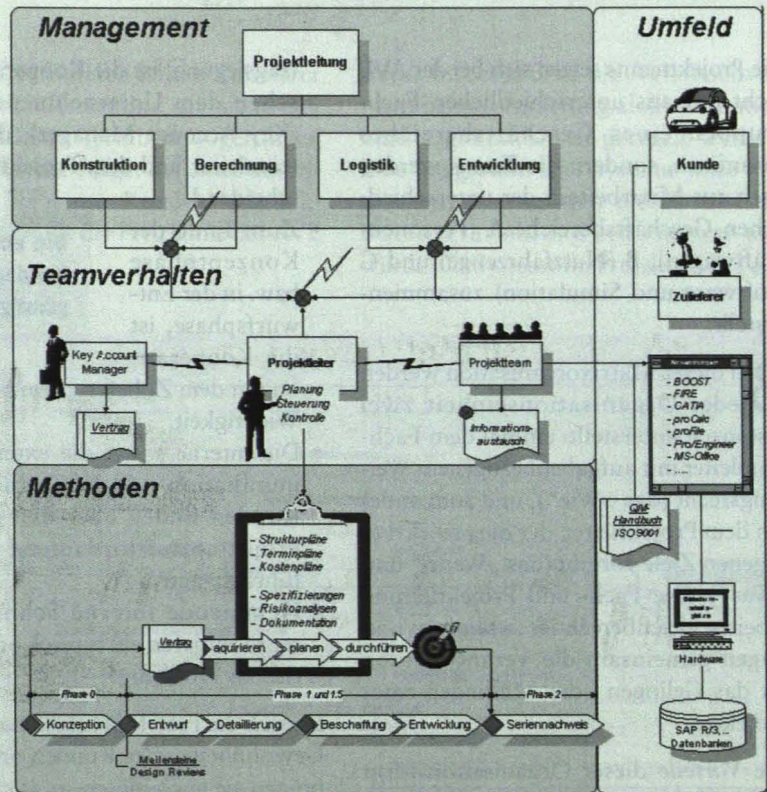 Management
Projektleitung
Konstruktion
Berechnung
Logistik
Entwicklung
Teamverhalten
Key Account
Manager
Vertrag
Projektleiter
Planung
Steuerung
Kontrolle
Projektteam
Informations-
austausch
Methoden
- Strukturpläne
- Terminpläne
- Kostenpläne
- Spezifizierungen
- Risikoanalysen
- Dokumentation
Vertrag
aquirieren
planen
durchführen
Phase 0
Phase 1 und 1.5
Phase 2
Konzeption
Entwurf
Detaillierung
Beschaffung
Entwicklung
Seriennachweis
Meilensteine
Design Reviews
Umfeld
Kunde
Zulieferer
- BOOST
- FIRE
- CATIA
- proCalc
- proFile
- Pro/Engineer
- MS-Office
QM-
Handbuch
ISO9001
Hardware
SAP R/3,..
Datenbanken